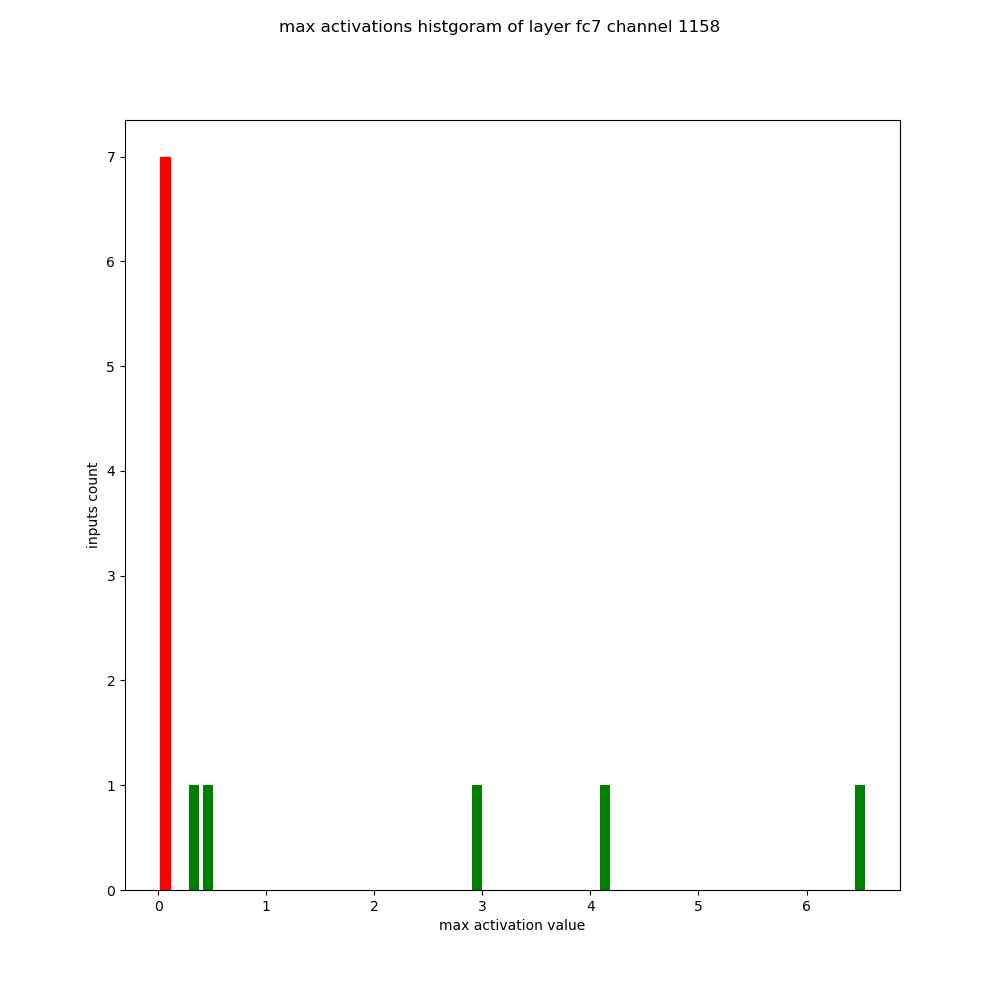 max activations histgoram of layer fc7 channel 1158
7
6
5
4
3
2
1
0
inputs count
0 1 2 3 4 5 6
max activation value